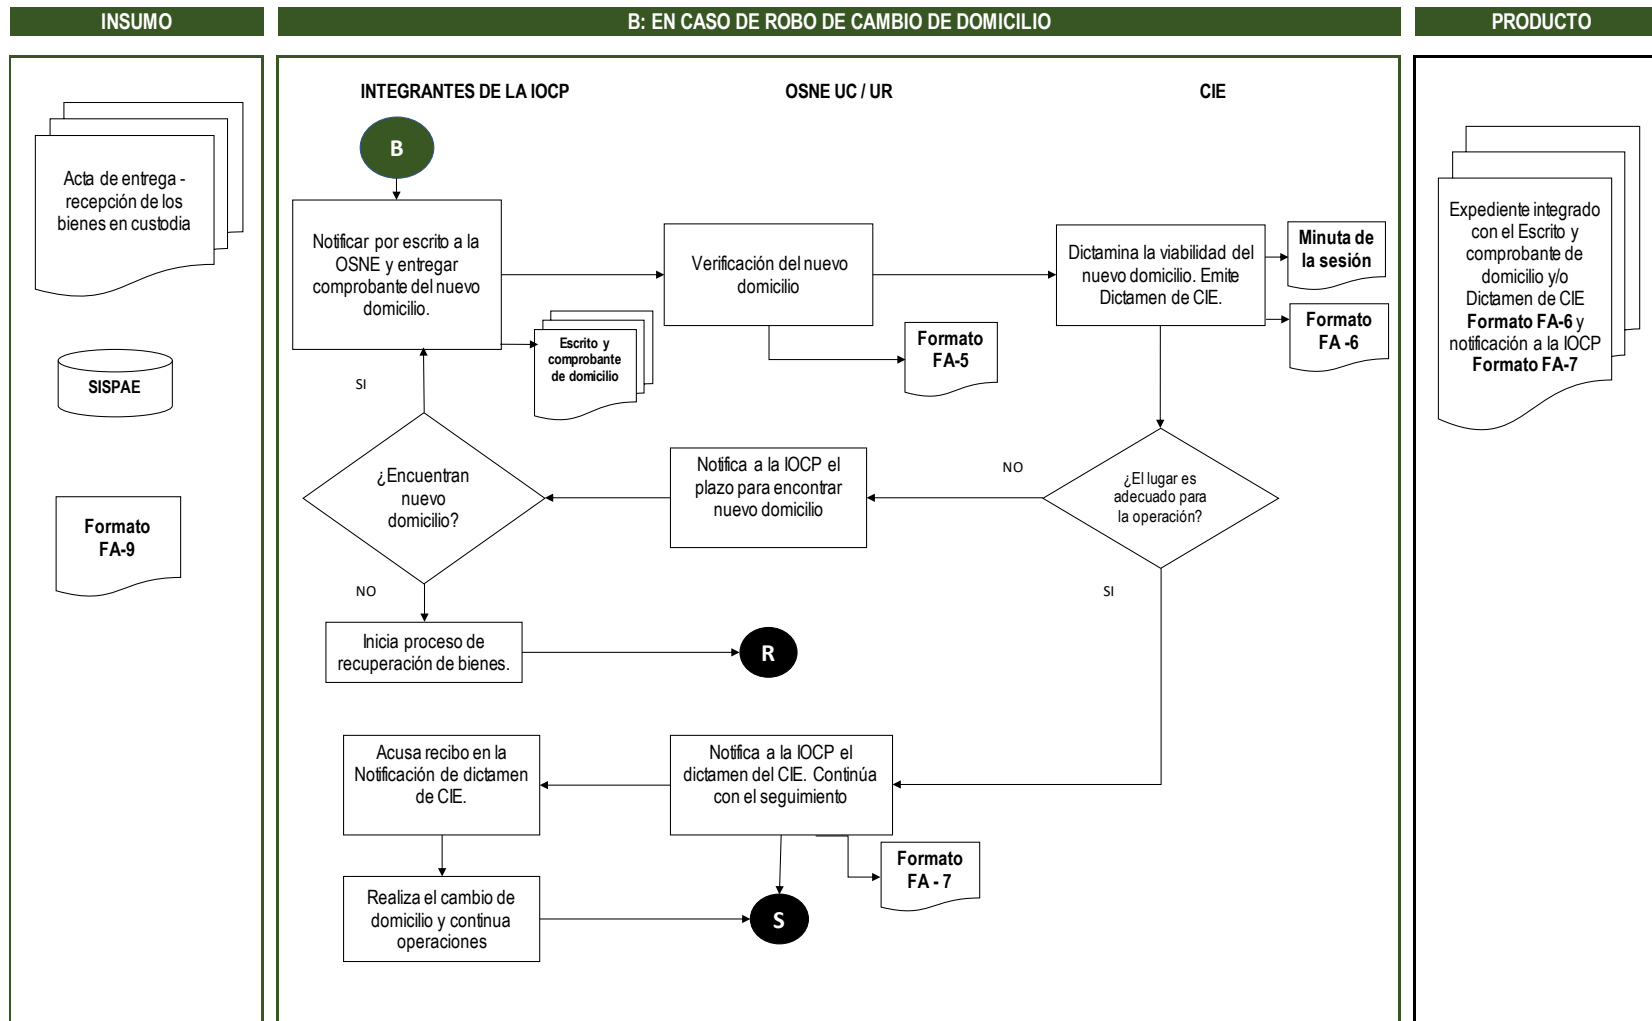 INSUMO
B: EN CASO DE ROBO DE CAMBIO DE DOMICILIO
PRODUCTO
Acta de entrega -
recepción de los
bienes en custodia
SISPAE
Formato
FA-9
INTEGRANTES DE LA IOCP
OSNE UC / UR
CIE
B
Notificar por escrito a la
OSNE y entregar
comprobante del nuevo
domicilio.
Escrito y
comprobante
de domicilio
Verificación del nuevo
domicilio
Formato
FA-5
Dictamina la viabilidad del
nuevo domicilio. Emite
Dictamen de CIE.
Minuta de
la sesión
Formato
FA -6
SI
¿Encuentran
nuevo
domicilio?
Notifica a la IOCP el
plazo para encontrar
nuevo domicilio
NO
¿El lugar es
adecuado para
la operación?
NO
SI
Inicia proceso de
recuperación de bienes.
R
Acusa recibo en la
Notificación de dictamen
de CIE.
Notifica a la IOCP el
dictamen del CIE. Continúa
con el seguimiento
Formato
FA - 7
Realiza el cambio de
domicilio y continua
operaciones
S
Expediente integrado
con el Escrito y
comprobante de
domicilio y/o
Dictamen de CIE
Formato FA-6 y
notificación a la IOCP
Formato FA-7